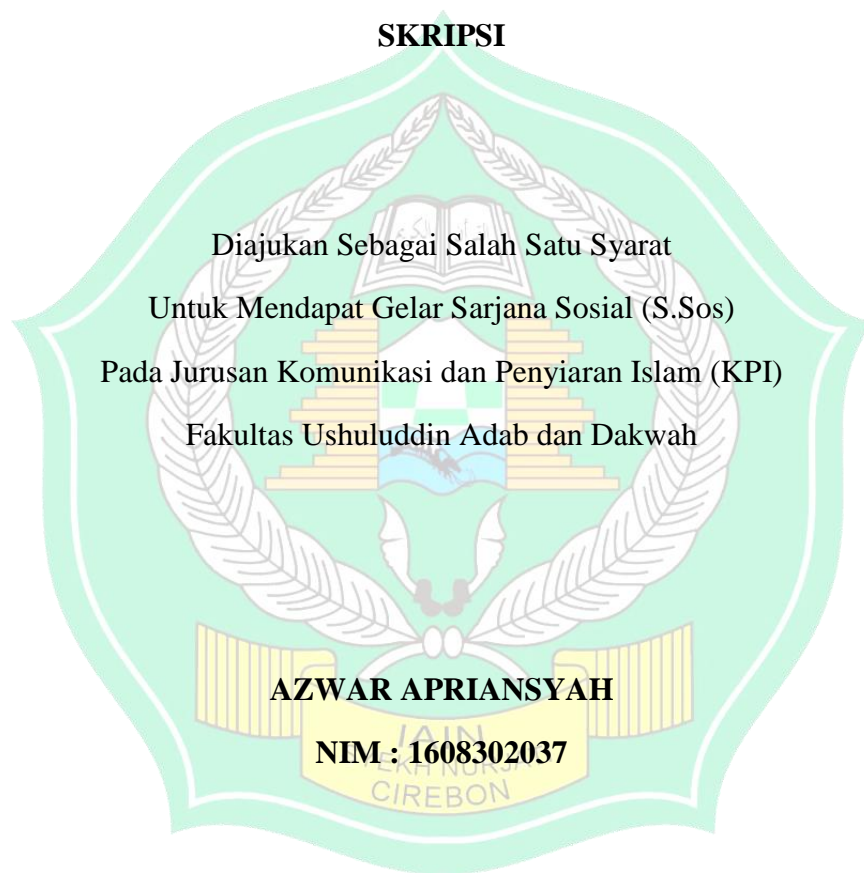 SKRIPSI
Diajukan Sebagai Salah Satu Syarat
Untuk Mendapat Gelar Sarjana Sosial (S.Sos)
Pada Jurusan Komunikasi dan Penyiaran Islam (KPI)
Fakultas Ushuluddin Adab dan Dakwah
AZWAR APRIANSYAH
IAIN
NIM : 1608302037
CIREBON